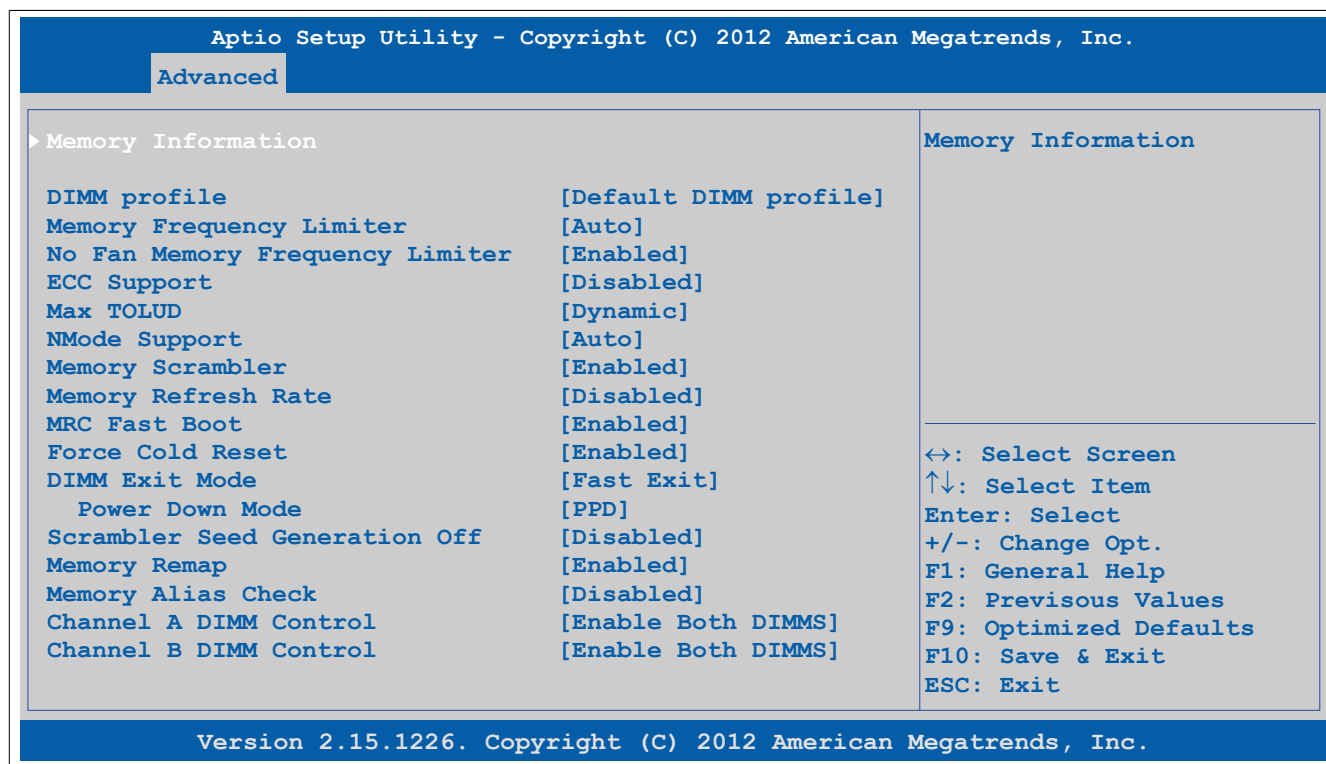 Aptio Setup Utility - Copyright (C) 2012 American Megatrends, Inc.
Advanced
Memory Information
DIMM profile [Default DIMM profile]
Memory Frequency Limiter [Auto]
No Fan Memory Frequency Limiter [Enabled]
ECC Support [Disabled]
Max TOLUD [Dynamic]
NMode Support [Auto]
Memory Scrambler [Enabled]
Memory Refresh Rate [Disabled]
MRC Fast Boot [Enabled]
Force Cold Reset [Enabled]
DIMM Exit Mode [Fast Exit]
Power Down Mode [PPD]
Scrambler Seed Generation Off [Disabled]
Memory Remap [Enabled]
Memory Alias Check [Disabled]
Channel A DIMM Control [Enable Both DIMMS]
Channel B DIMM Control [Enable Both DIMMS]
Memory Information
↔: Select Screen
↑↓: Select Item
Enter: Select
+/-: Change Opt.
F1: General Help
F2: Previsous Values
F9: Optimized Defaults
F10: Save & Exit
ESC: Exit
Version 2.15.1226. Copyright (C) 2012 American Megatrends, Inc.